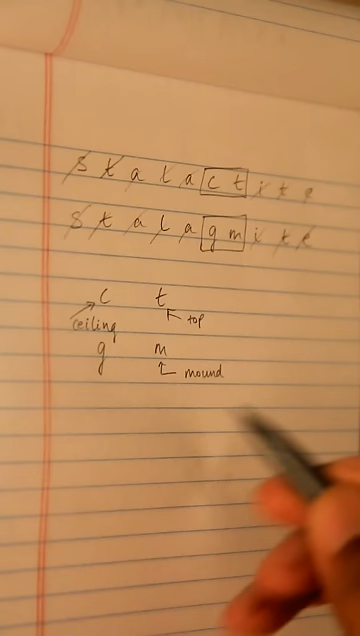 s t a l a c t i t e
s t a l a g m i t e
c t
ceiling top
g m
mound